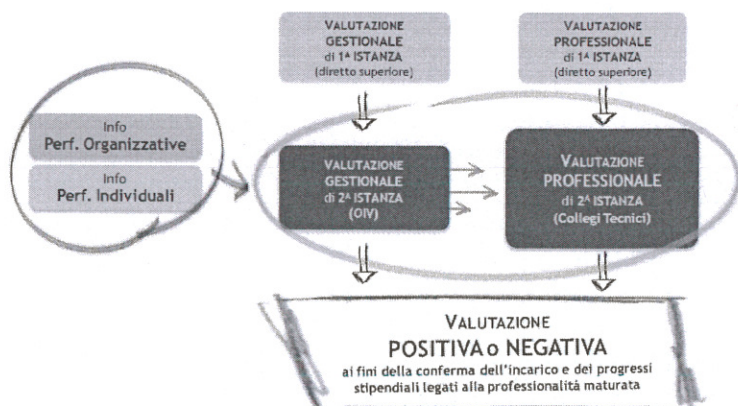 VALUTAZIONE
GESTIONALE
di 1ᴬ ISTANZA
(diretto superiore)
VALUTAZIONE
PROFESSIONALE
di 1ᴬ ISTANZA
(diretto superiore)
Info
Perf. Organizzative
Info
Perf. Individuali
VALUTAZIONE
GESTIONALE
di 2ᴬ ISTANZA
(OIV)
VALUTAZIONE
PROFESSIONALE
di 2ᴬ ISTANZA
(Collegi Tecnici)
VALUTAZIONE
POSITIVA o NEGATIVA
ai fini della conferma dell'incarico e dei progressi
stipendiali legati alla professionalità maturata